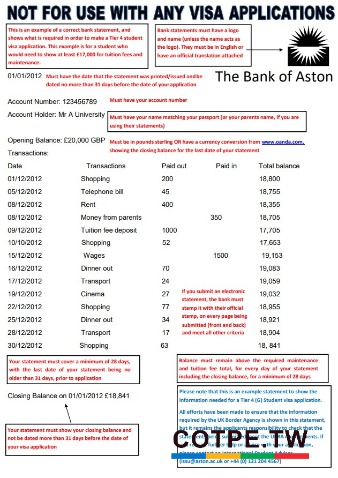 NOT FOR USE WITH ANY VISA APPLICATIONS
This is an example of a correct bank statement, and
shows what is required in order to make a Tier 4 student
visa application. This example is for a student who
would need to show at least £17,000 for tuition fees and
maintenance.
Bank statements must have a logo
and name (unless the name acts as
the logo). They must be in English or
have an official translation attached
01/01/2012 Must have the date that the statement was printed/issued and be
dated no more than 31 days before the date of your application
The Bank of Aston
Account Number: 123456789 Must have your account number
Account Holder: Mr A University
Must have your name matching your passport (or your parents name, if you are
using their statements)
Opening Balance: £20,000 GBP Must be in pounds sterling OR have a currency conversion from www.oanda.com,
showing the closing balance for the last date of your statement
Transactions:
Date Transactions Paid out Paid in Total balance
01/12/2012 Shopping 200 18,800
05/12/2012 Telephone bill 45 18,755
08/12/2012 Rent 400 18,355
08/12/2012 Money from parents 350 18,705
09/12/2012 Tuition fee deposit 1000 17,705
10/10/2012 Shopping 52 17,653
15/12/2012 Wages 1500 19,153
16/12/2012 Dinner out 70 19,083
17/12/2012 Transport 24 19,059
19/12/2012 Cinema 27 19,032
22/12/2012 Shopping 77 18,955
25/12/2012 Dinner out 34 18,921
28/12/2012 Transport 17 18,904
30/12/2012 Shopping 63 18, 841
If you submit an electronic
statement, the bank must
stamp it with their official
stamp, on every page being
submitted (front and back)
and meet all other criteria
Your statement must cover a minimum of 28 days,
with the last date of your statement being no
older than 31 days, prior to application
Balance must remain above the required maintenance
and tuition fee total, for every day of your statement
including the closing balance, for a minimum of 28 days
Closing Balance on 01/01/2012 £18,841
Your statement must show your closing balance and
not be dated more than 31 days before the date of
your visa application
Please note that this is an example statement to show the
information needed for a Tier 4 (G) Student visa application.
All efforts have been made to ensure that the information
required by the UK Border Agency is shown in this statement,
but it remains the applicants responsibility to check that the
COTPE.TW
(isu@aston.ac.uk or +44 (0) 121 204 4567)